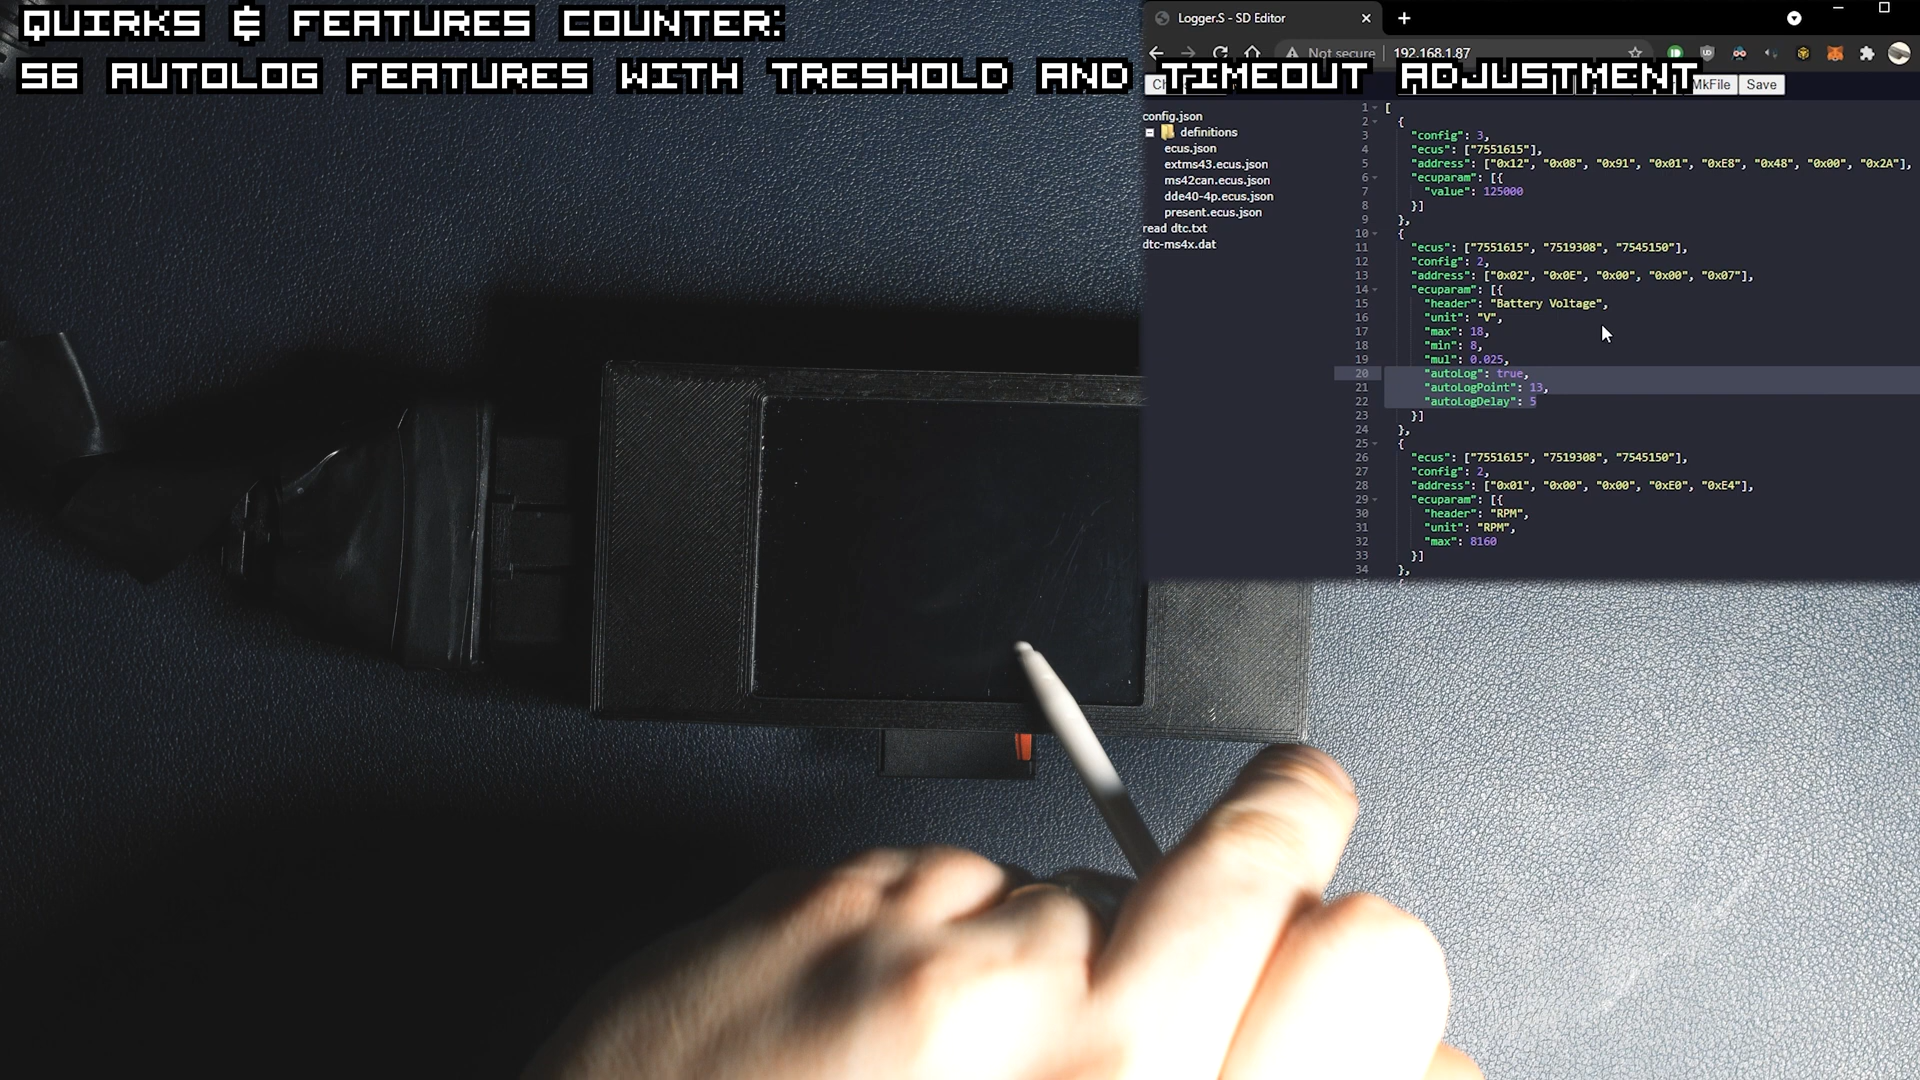 QUIRKS & FEATURES COUNTER:
56 AUTOLOG FEATURES WITH TRESHOLD AND TIMEOUT ADJUSTMENT
Logger.S - SD Editor
Not secure | 192.168.1.87
MkFile Save
config.json
definitions
ecus.json
extms43.ecus.json
ms42can.ecus.json
dde40-4p.ecus.json
present.ecus.json
read dtc.txt
dtc-ms4x.dat
1 [
2 {
3 "config": 3,
4 "ecus": ["7551615"],
5 "address": ["0x12", "0x08", "0x91", "0x01", "0xE8", "0x48", "0x00", "0x2A"],
6 "ecuparam": [{
7 "value": 125000
8 }]
9 },
10 {
11 "ecus": ["7551615", "7519308", "7545150"],
12 "config": 2,
13 "address": ["0x02", "0x0E", "0x00", "0x00", "0x07"],
14 "ecuparam": [{
15 "header": "Battery Voltage",
16 "unit": "V",
17 "max": 18,
18 "min": 8,
19 "mul": 0.025,
20 "autoLog": true,
21 "autoLogPoint": 13,
22 "autoLogDelay": 5
23 }]
24 },
25 {
26 "ecus": ["7551615", "7519308", "7545150"],
27 "config": 2,
28 "address": ["0x01", "0x00", "0x00", "0xE0", "0xE4"],
29 "ecuparam": [{
30 "header": "RPM",
31 "unit": "RPM",
32 "max": 8160
33 }]
34 },